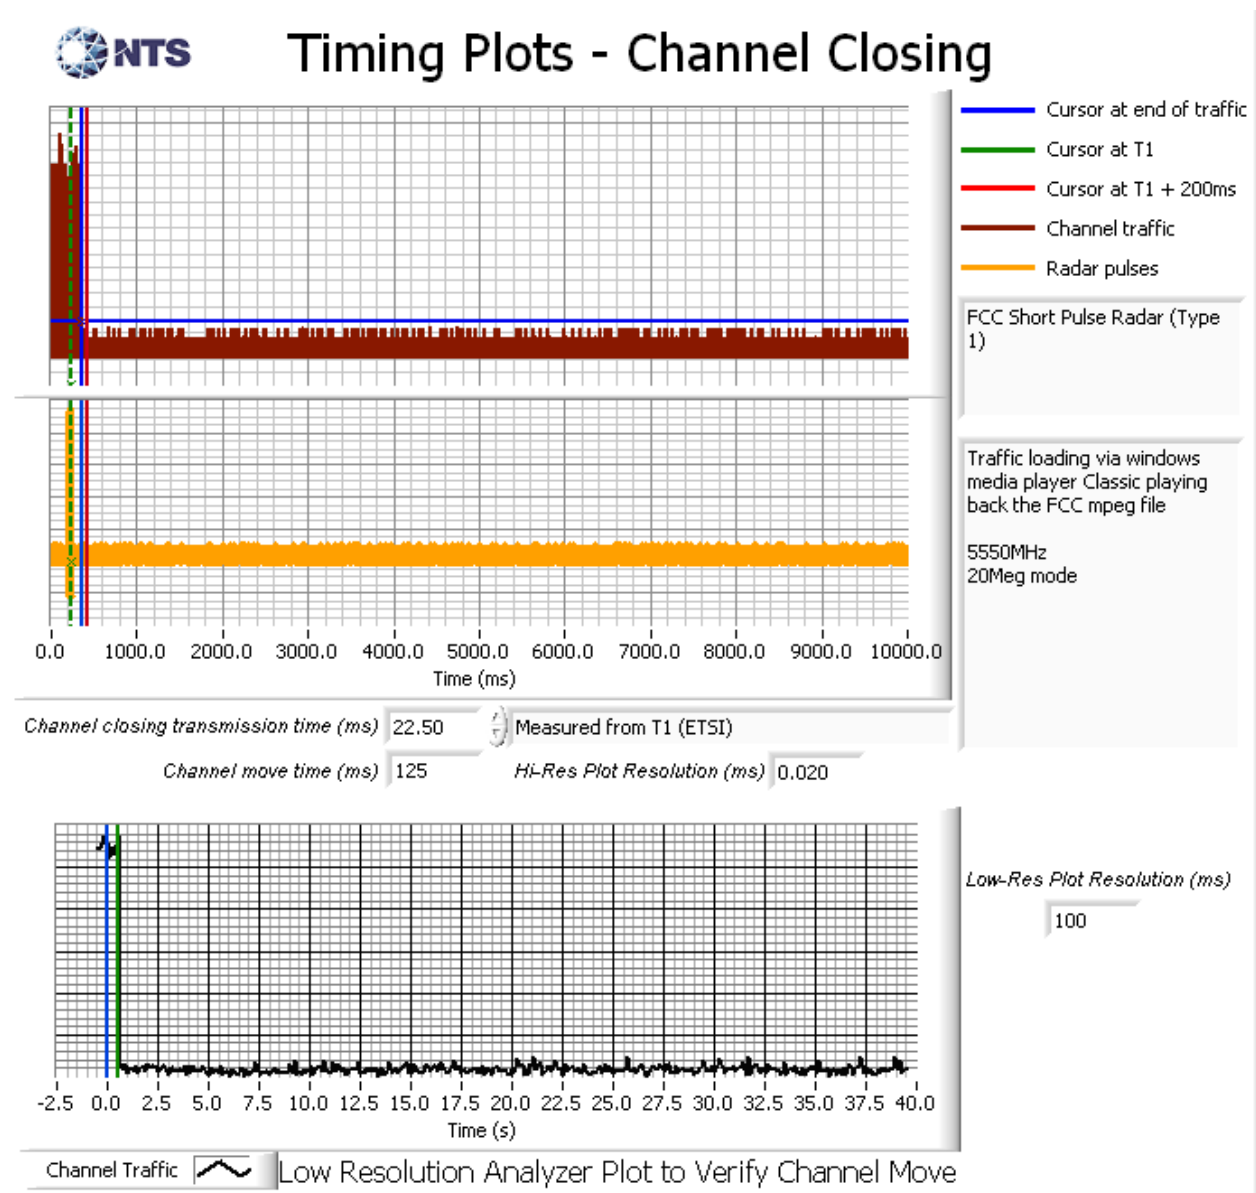 NTS
Timing Plots - Channel Closing
Cursor at end of traffic
Cursor at T1
Cursor at T1 + 200ms
Channel traffic
Radar pulses
FCC Short Pulse Radar (Type
1)
Traffic loading via windows
media player Classic playing
back the FCC mpeg file
5550MHz
20Meg mode
0.0 1000.0 2000.0 3000.0 4000.0 5000.0 6000.0 7000.0 8000.0 9000.0 10000.0
Time (ms)
Channel closing transmission time (ms) 22.50 Measured from T1 (ETSI)
Channel move time (ms) 125 Hi-Res Plot Resolution (ms) 0.020
Low-Res Plot Resolution (ms)
100
-2.5 0.0 2.5 5.0 7.5 10.0 12.5 15.0 17.5 20.0 22.5 25.0 27.5 30.0 32.5 35.0 37.5 40.0
Time (s)
Channel Traffic Low Resolution Analyzer Plot to Verify Channel Move